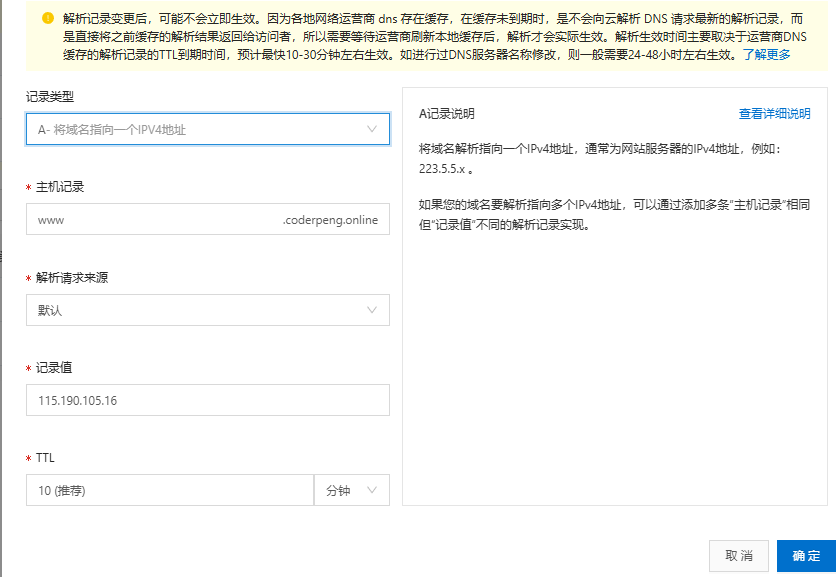 解析记录变更后，可能不会立即生效。因为各地网络运营商 dns 存在缓存，在缓存未到期时，是不会向云解析 DNS 请求最新的解析记录，而
是直接将之前缓存的解析结果返回给访问者，所以需要等待运营商刷新本地缓存后，解析才会实际生效。解析生效时间主要取决于运营商DNS
缓存的解析记录的TTL到期时间，预计最快10-30分钟左右生效。如进行过DNS服务器名称修改，则一般需要24-48小时左右生效。了解更多
记录类型
A- 将域名指向一个IPV4地址
* 主机记录
www .coderpeng.online
* 解析请求来源
默认
* 记录值
115.190.105.16
* TTL
10 (推荐) 分钟
A记录说明 查看详细说明
将域名解析指向一个IPv4地址，通常为网站服务器的IPv4地址，例如：
223.5.5.x 。
如果您的域名要解析指向多个IPv4地址，可以通过添加多条“主机记录”相同
但“记录值”不同的解析记录实现。
取消 确定